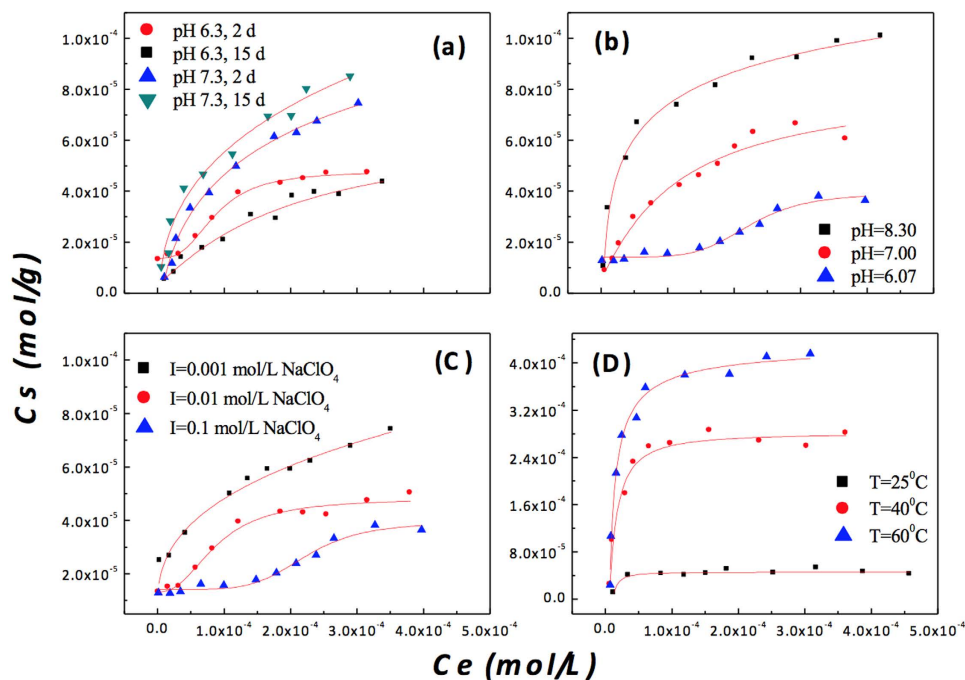 pH 6.3, 2 d
pH 6.3, 15 d
pH 7.3, 2 d
pH 7.3, 15 d
(a)
1.0x10⁻⁴
8.0x10⁻⁵
6.0x10⁻⁵
4.0x10⁻⁵
2.0x10⁻⁵
0.0
(b)
1.0x10⁻⁴
8.0x10⁻⁵
6.0x10⁻⁵
4.0x10⁻⁵
2.0x10⁻⁵
0.0
pH=8.30
pH=7.00
pH=6.07
Cs (mol/g)
(C)
I=0.001 mol/L NaClO₄
I=0.01 mol/L NaClO₄
I=0.1 mol/L NaClO₄
1.0x10⁻⁴
8.0x10⁻⁵
6.0x10⁻⁵
4.0x10⁻⁵
2.0x10⁻⁵
0.0 1.0x10⁻⁴ 2.0x10⁻⁴ 3.0x10⁻⁴ 4.0x10⁻⁴
(D)
4.0x10⁻⁴
3.2x10⁻⁴
2.4x10⁻⁴
1.6x10⁻⁴
8.0x10⁻⁵
0.0
T=25⁰C
T=40⁰C
T=60⁰C
0.0 1.0x10⁻⁴ 2.0x10⁻⁴ 3.0x10⁻⁴ 4.0x10⁻⁴ 5.0x10⁻⁴
Ce (mol/L)